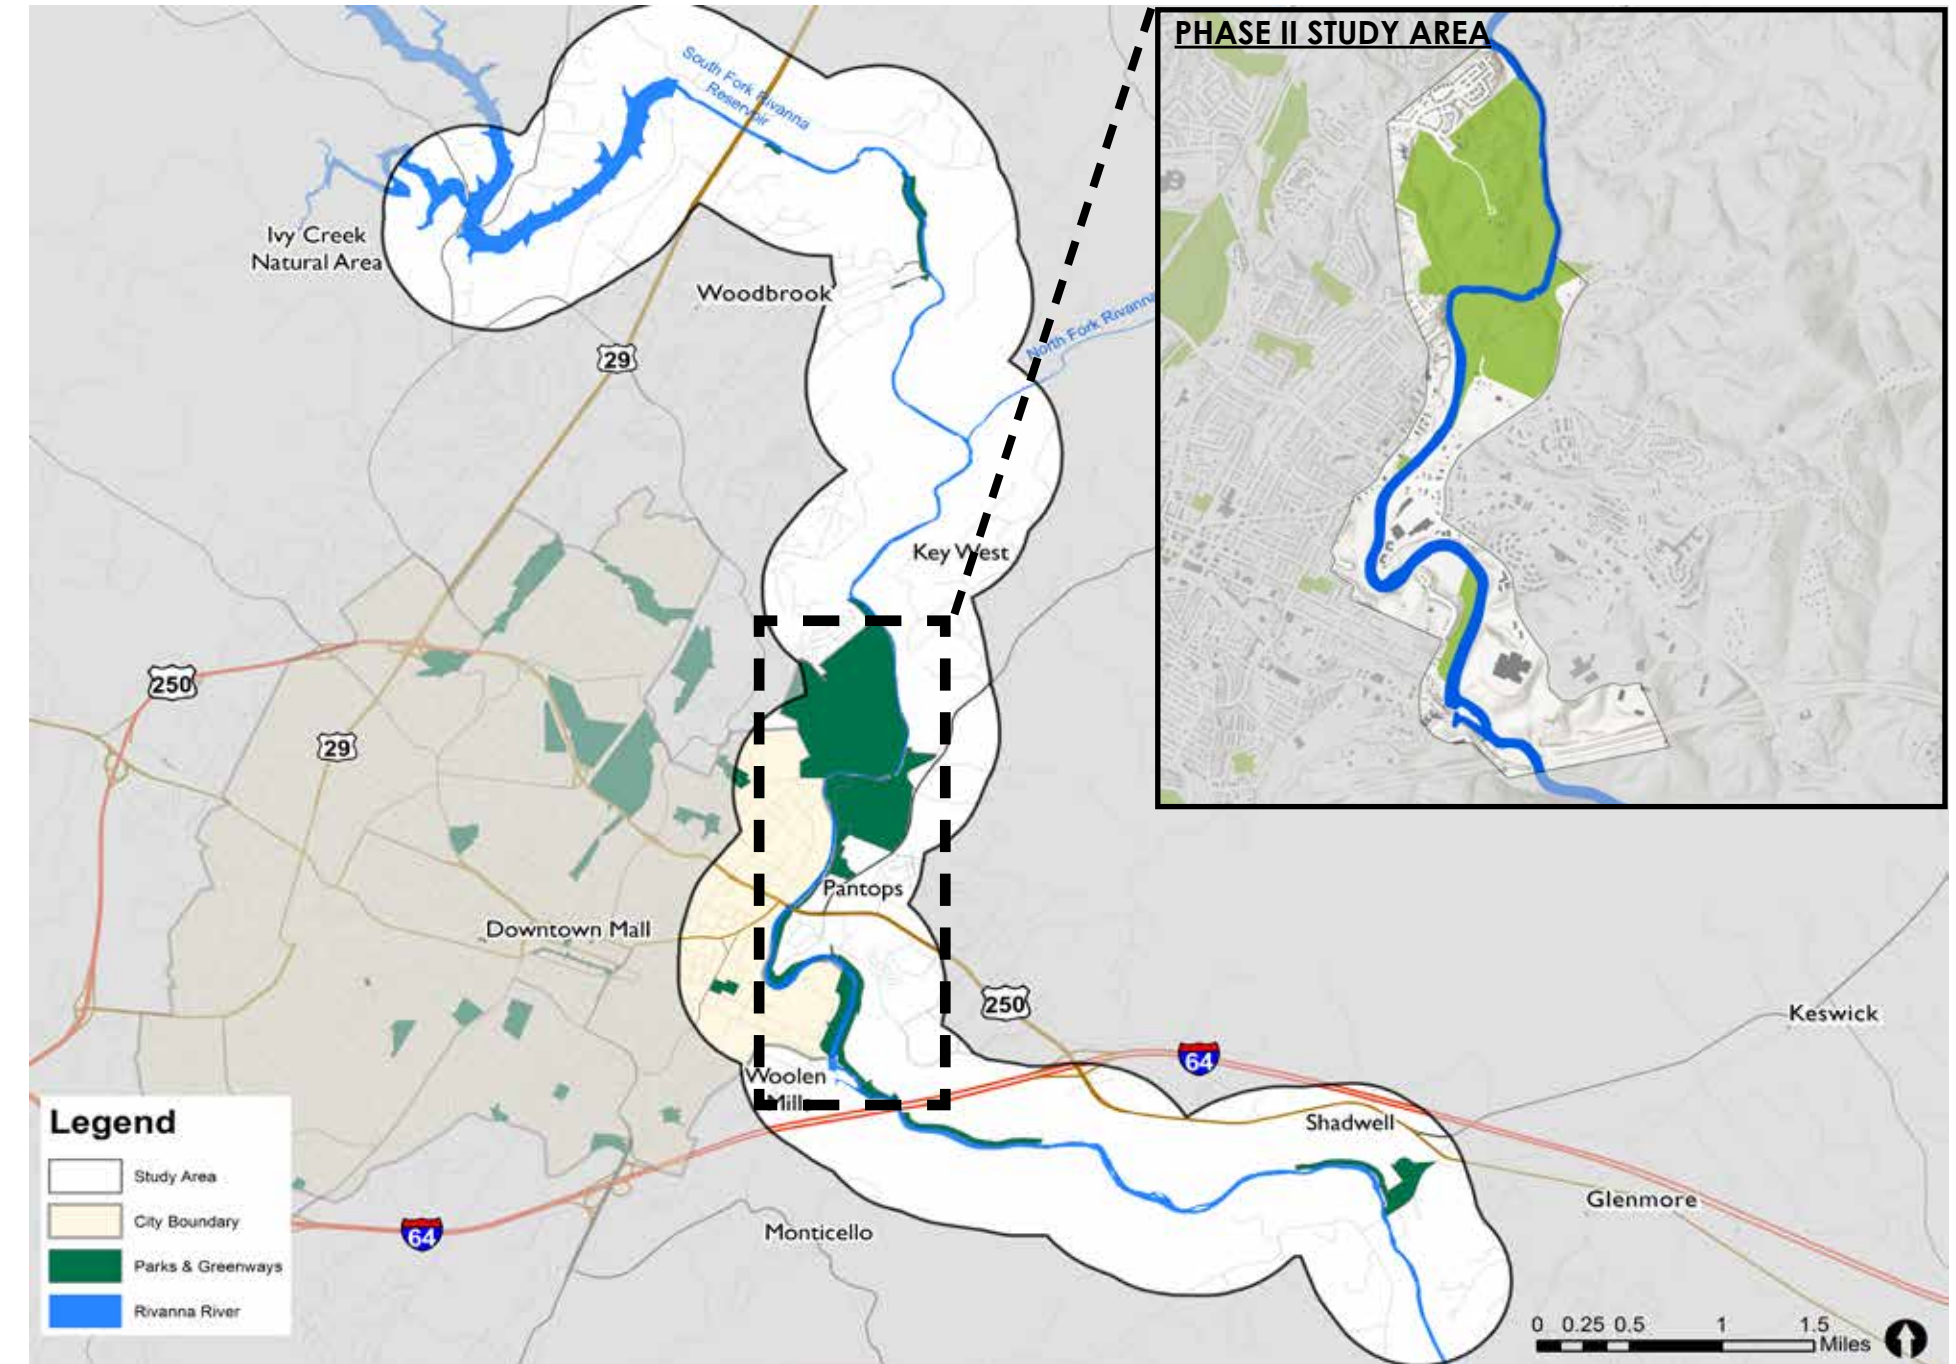 PHASE II STUDY AREA
South Fork Rivanna
Reservoir
Ivy Creek
Natural Area
Woodbrook
North Fork Rivanna
29
Key West
250
29
Pantops
Downtown Mall
250
Keswick
64
Woolen
Mills
Shadwell
Glenmore
Monticello
64
Legend
Study Area
City Boundary
Parks & Greenways
Rivanna River
0 0.25 0.5 1 1.5
Miles